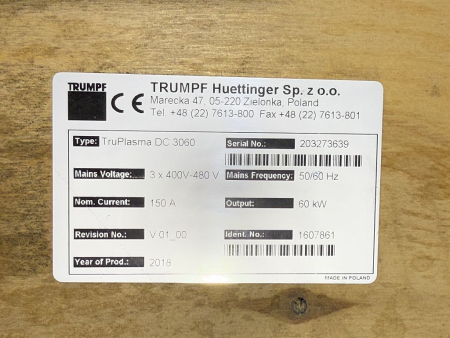 TRUMPF
CE
TRUMPF Huettinger Sp. z o.o.
Marecka 47, 05-220 Zielonka, Poland
Tel. +48 (22) 7613-800 Fax +48 (22) 7613-801
Type: TruPlasma DC 3060 Serial No.: 203273639
Mains Voltage: 3 x 400V-480 V Mains Frequency: 50/60 Hz
Nom. Current: 150 A Output: 60 kW
Revision No.: V 01_00 Ident. No.: 1607861
Year of Prod.: 2018
MADE IN POLAND